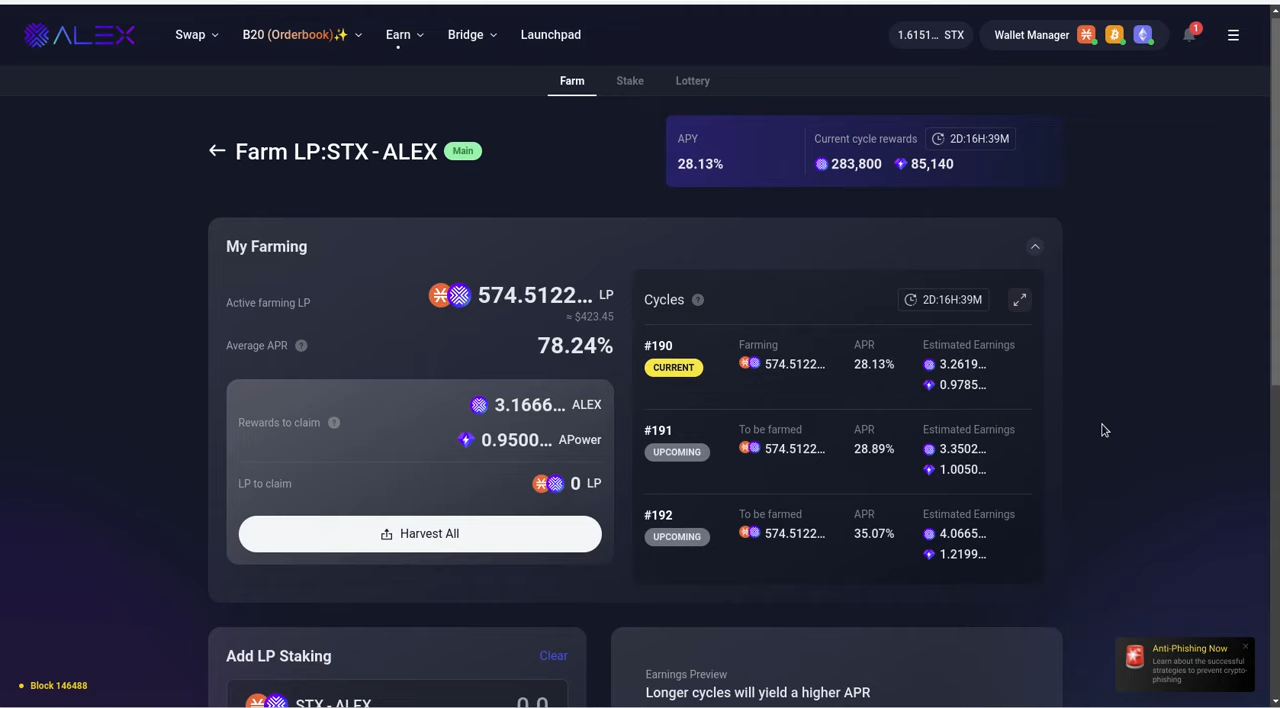 ALEX
Swap
B20 (Orderbook)✨
Earn
Bridge
Launchpad
1.6151... STX
Wallet Manager
1
Farm
Stake
Lottery
Farm LP:STX - ALEX
Main
APY
28.13%
Current cycle rewards
2D:16H:39M
283,800
85,140
My Farming
Active farming LP
574.5122... LP
≈ $423.45
Average APR ?
78.24%
Rewards to claim ?
3.1666... ALEX
0.9500... APower
LP to claim
0 LP
Harvest All
Cycles ?
2D:16H:39M
#190
CURRENT
Farming
574.5122...
APR
28.13%
Estimated Earnings
3.2619...
0.9785...
#191
UPCOMING
To be farmed
574.5122...
APR
28.89%
Estimated Earnings
3.3502...
1.0050...
#192
UPCOMING
To be farmed
574.5122...
APR
35.07%
Estimated Earnings
4.0665...
1.2199...
Add LP Staking
Clear
STX - ALEX
0.0
Earnings Preview
Longer cycles will yield a higher APR
Anti-Phishing Now
Learn about the successful
strategies to prevent crypto-
phishing
Block 146488